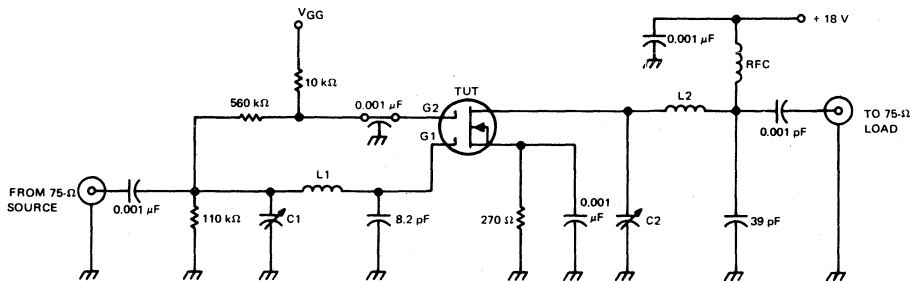 VGG
+ 18 V
0.001 µF
RFC
10 kΩ
560 kΩ
0.001 µF
G2
TUT
G1
L2
0.001 pF
TO 75-Ω
LOAD
FROM 75-Ω
SOURCE
0.001 µF
110 kΩ
C1
L1
8.2 pF
270 Ω
0.001
µF
C2
39 pF